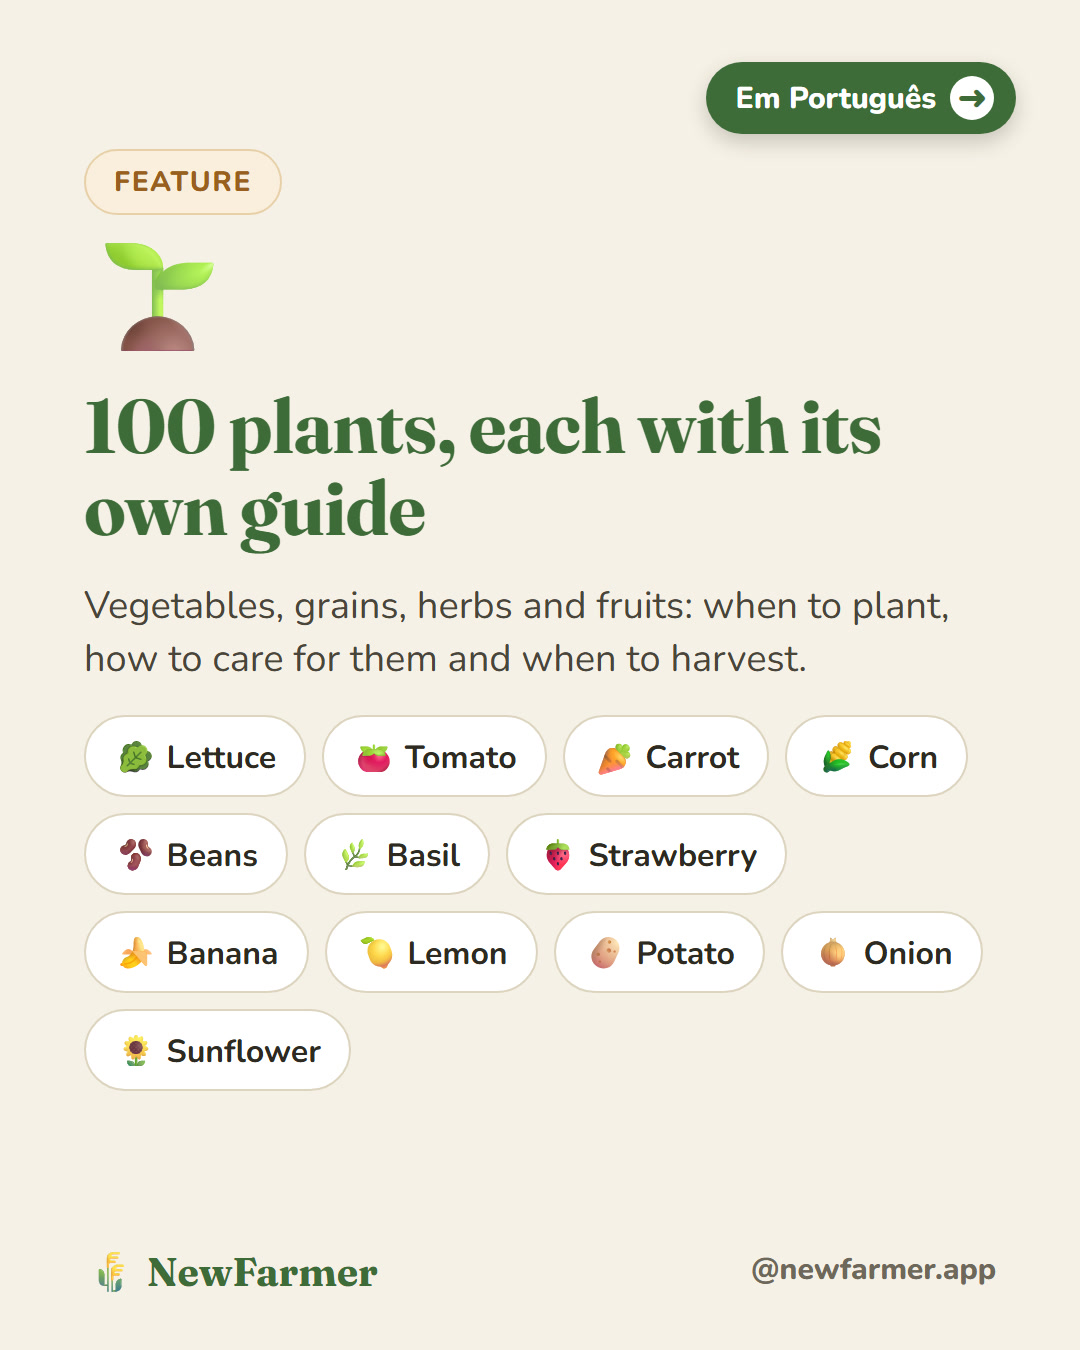 Em Português
FEATURE
100 plants, each with its
own guide
Vegetables, grains, herbs and fruits: when to plant,
how to care for them and when to harvest.
Lettuce Tomato Carrot Corn
Beans Basil Strawberry
Banana Lemon Potato Onion
Sunflower
NewFarmer @newfarmer.app